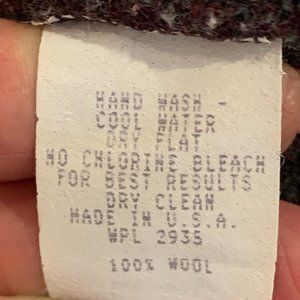 HAND WASH
COOL WATER
DRY FLAT
NO CHLORINE BLEACH
FOR BEST RESULTS
DRY CLEAN
MADE IN U.S.A.
WPL 2935
100% WOOL